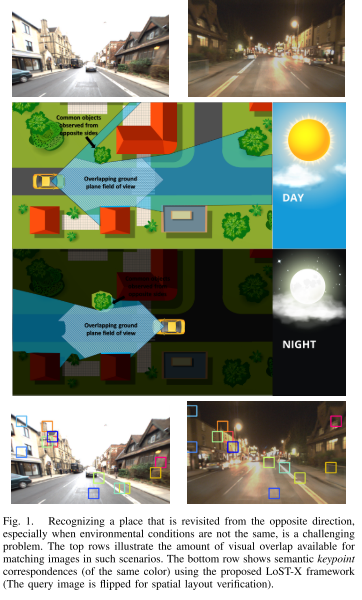 Common objects
observed from
opposite sides
Overlapping ground
plane field of view
DAY
Overlapping ground
plane field of view
NIGHT
Fig. 1. Recognizing a place that is revisited from the opposite direction,
especially when environmental conditions are not the same, is a challenging
problem. The top rows illustrate the amount of visual overlap available for
matching images in such scenarios. The bottom row shows semantic keypoint
correspondences (of the same color) using the proposed LoST-X framework
(The query image is flipped for spatial layout verification).